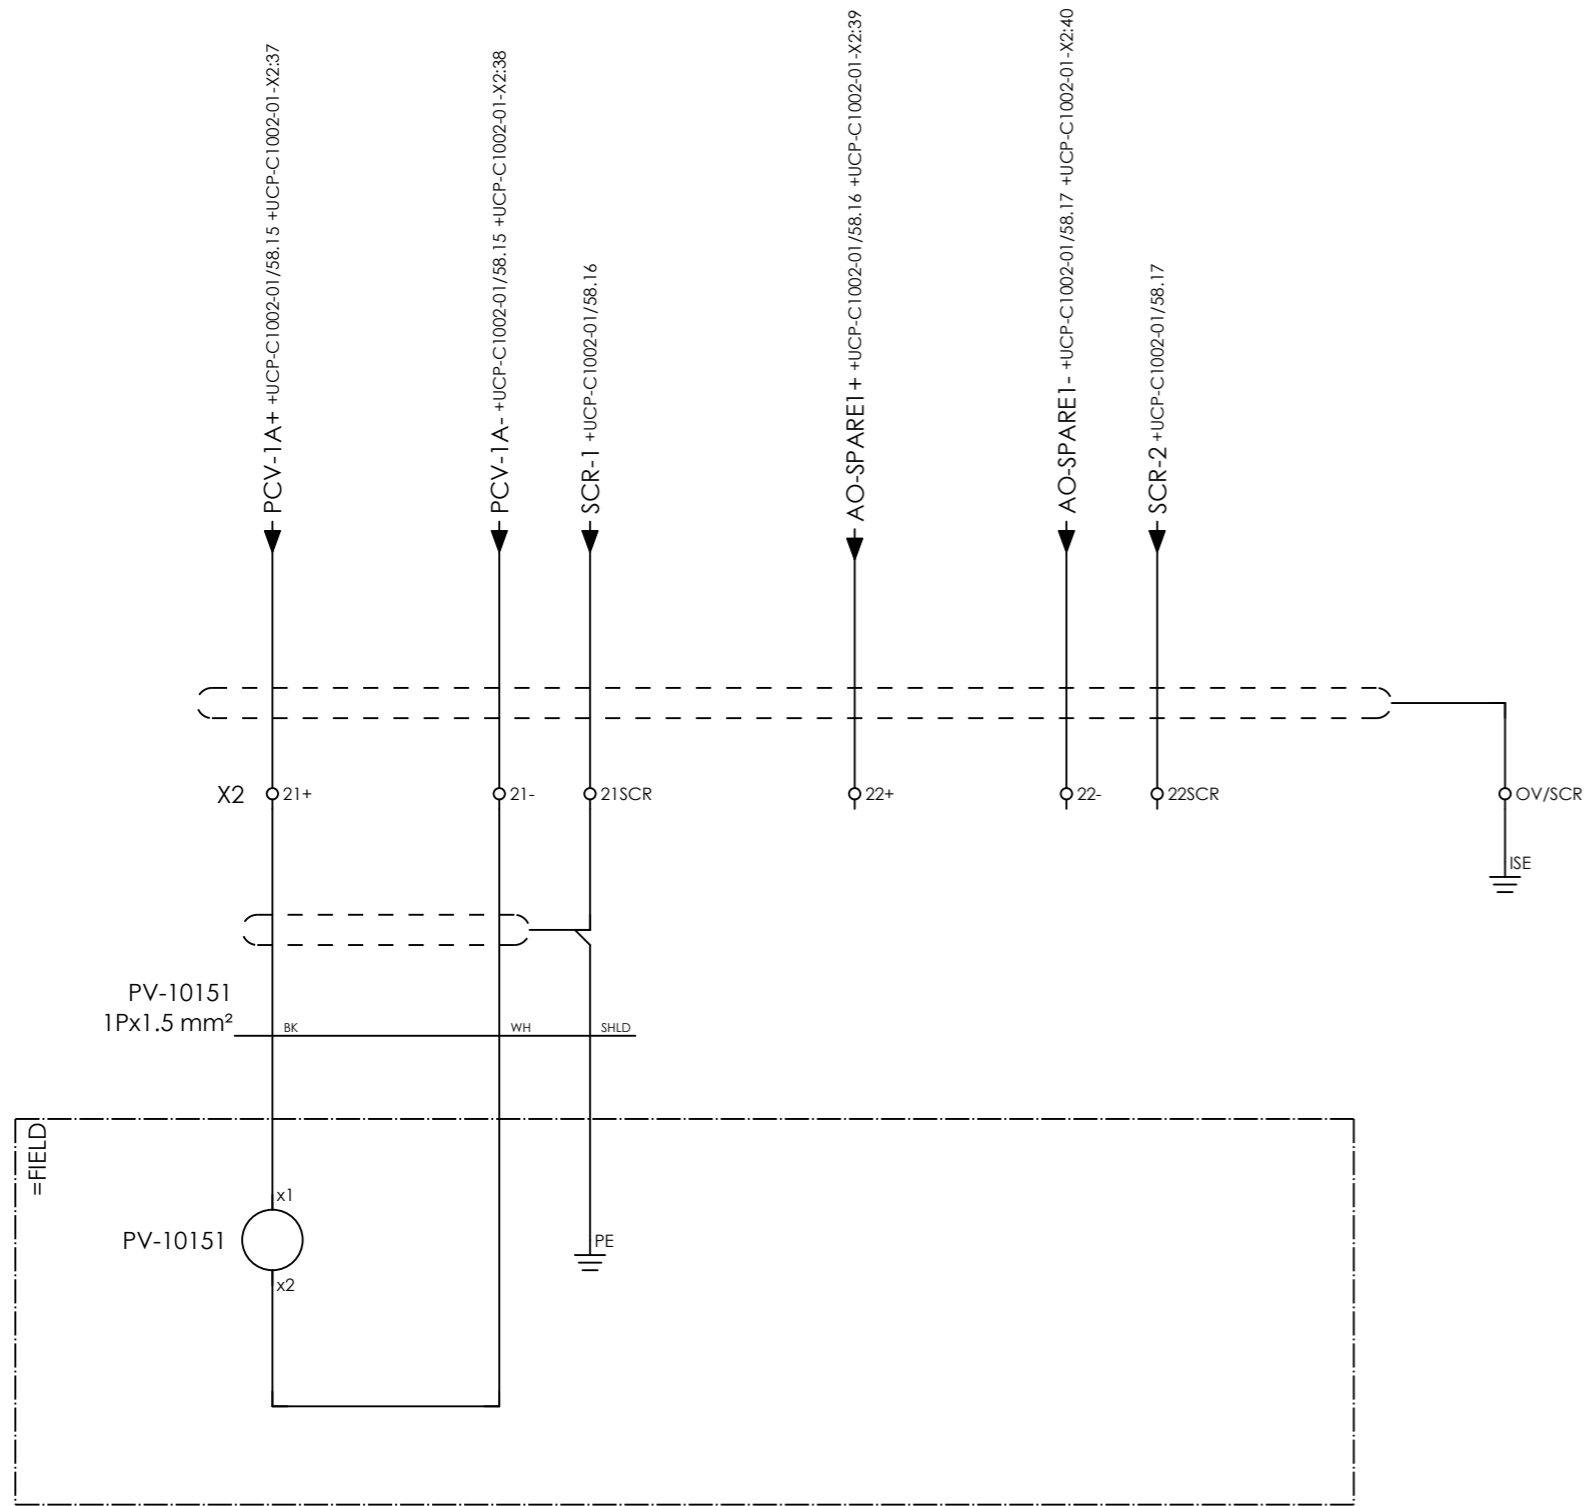 PCV-1A+ +UCP-C1002-01/58.15 +UCP-C1002-01-X2:37
PCV-1A- +UCP-C1002-01/58.15 +UCP-C1002-01-X2:38
SCR-1 +UCP-C1002-01/58.16
AO-SPARE1+ +UCP-C1002-01/58.16 +UCP-C1002-01-X2:39
AO-SPARE1- +UCP-C1002-01/58.17 +UCP-C1002-01-X2:40
SCR-2 +UCP-C1002-01/58.17
X2 21+ 21- 21SCR 22+ 22- 22SCR OV/SCR
ISE
PV-10151
1Px1.5 mm²
BK WH SHLD
=FIELD
x1
PV-10151
PE
x2